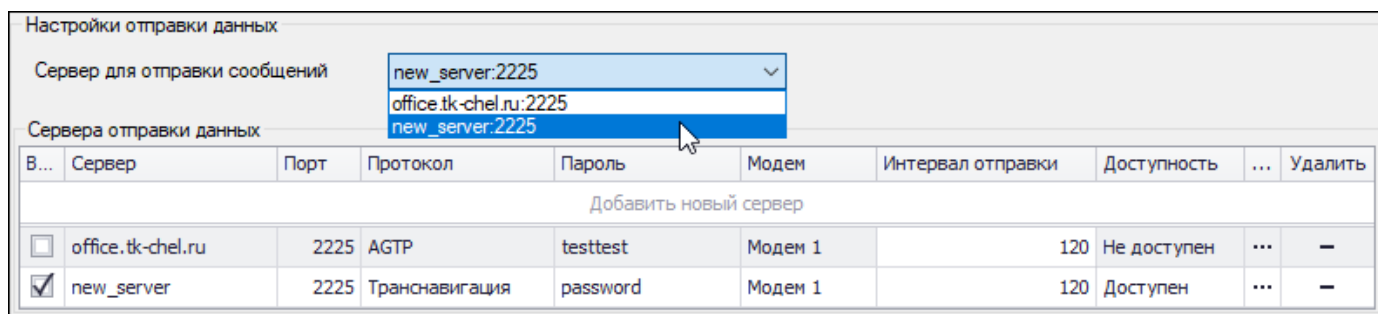 Настройки отправки данных
Сервер для отправки сообщений new_server:2225
office.tk-chel.ru:2225
new_server:2225
Сервера отправки данных
В... Сервер Порт Протокол Пароль Модем Интервал отправки Доступность ... Удалить
Добавить новый сервер
office.tk-chel.ru 2225 AGTP testtest Модем 1 120 Не доступен ...
new_server 2225 Транснавигация password Модем 1 120 Доступен ...